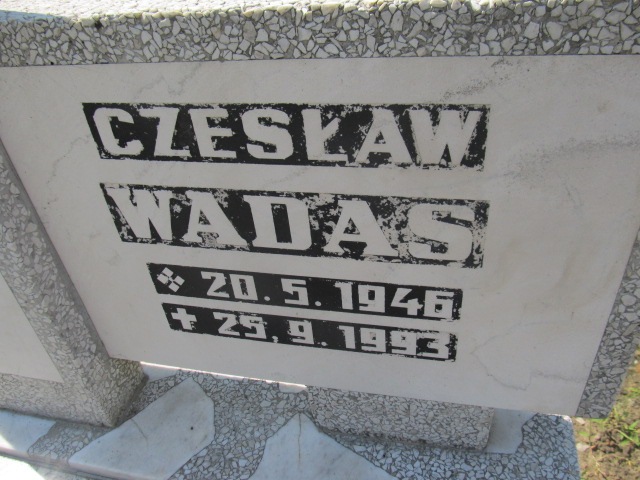 CZESŁAW
WADAS
❖ 20.5.1946
✝ 25.9.1993